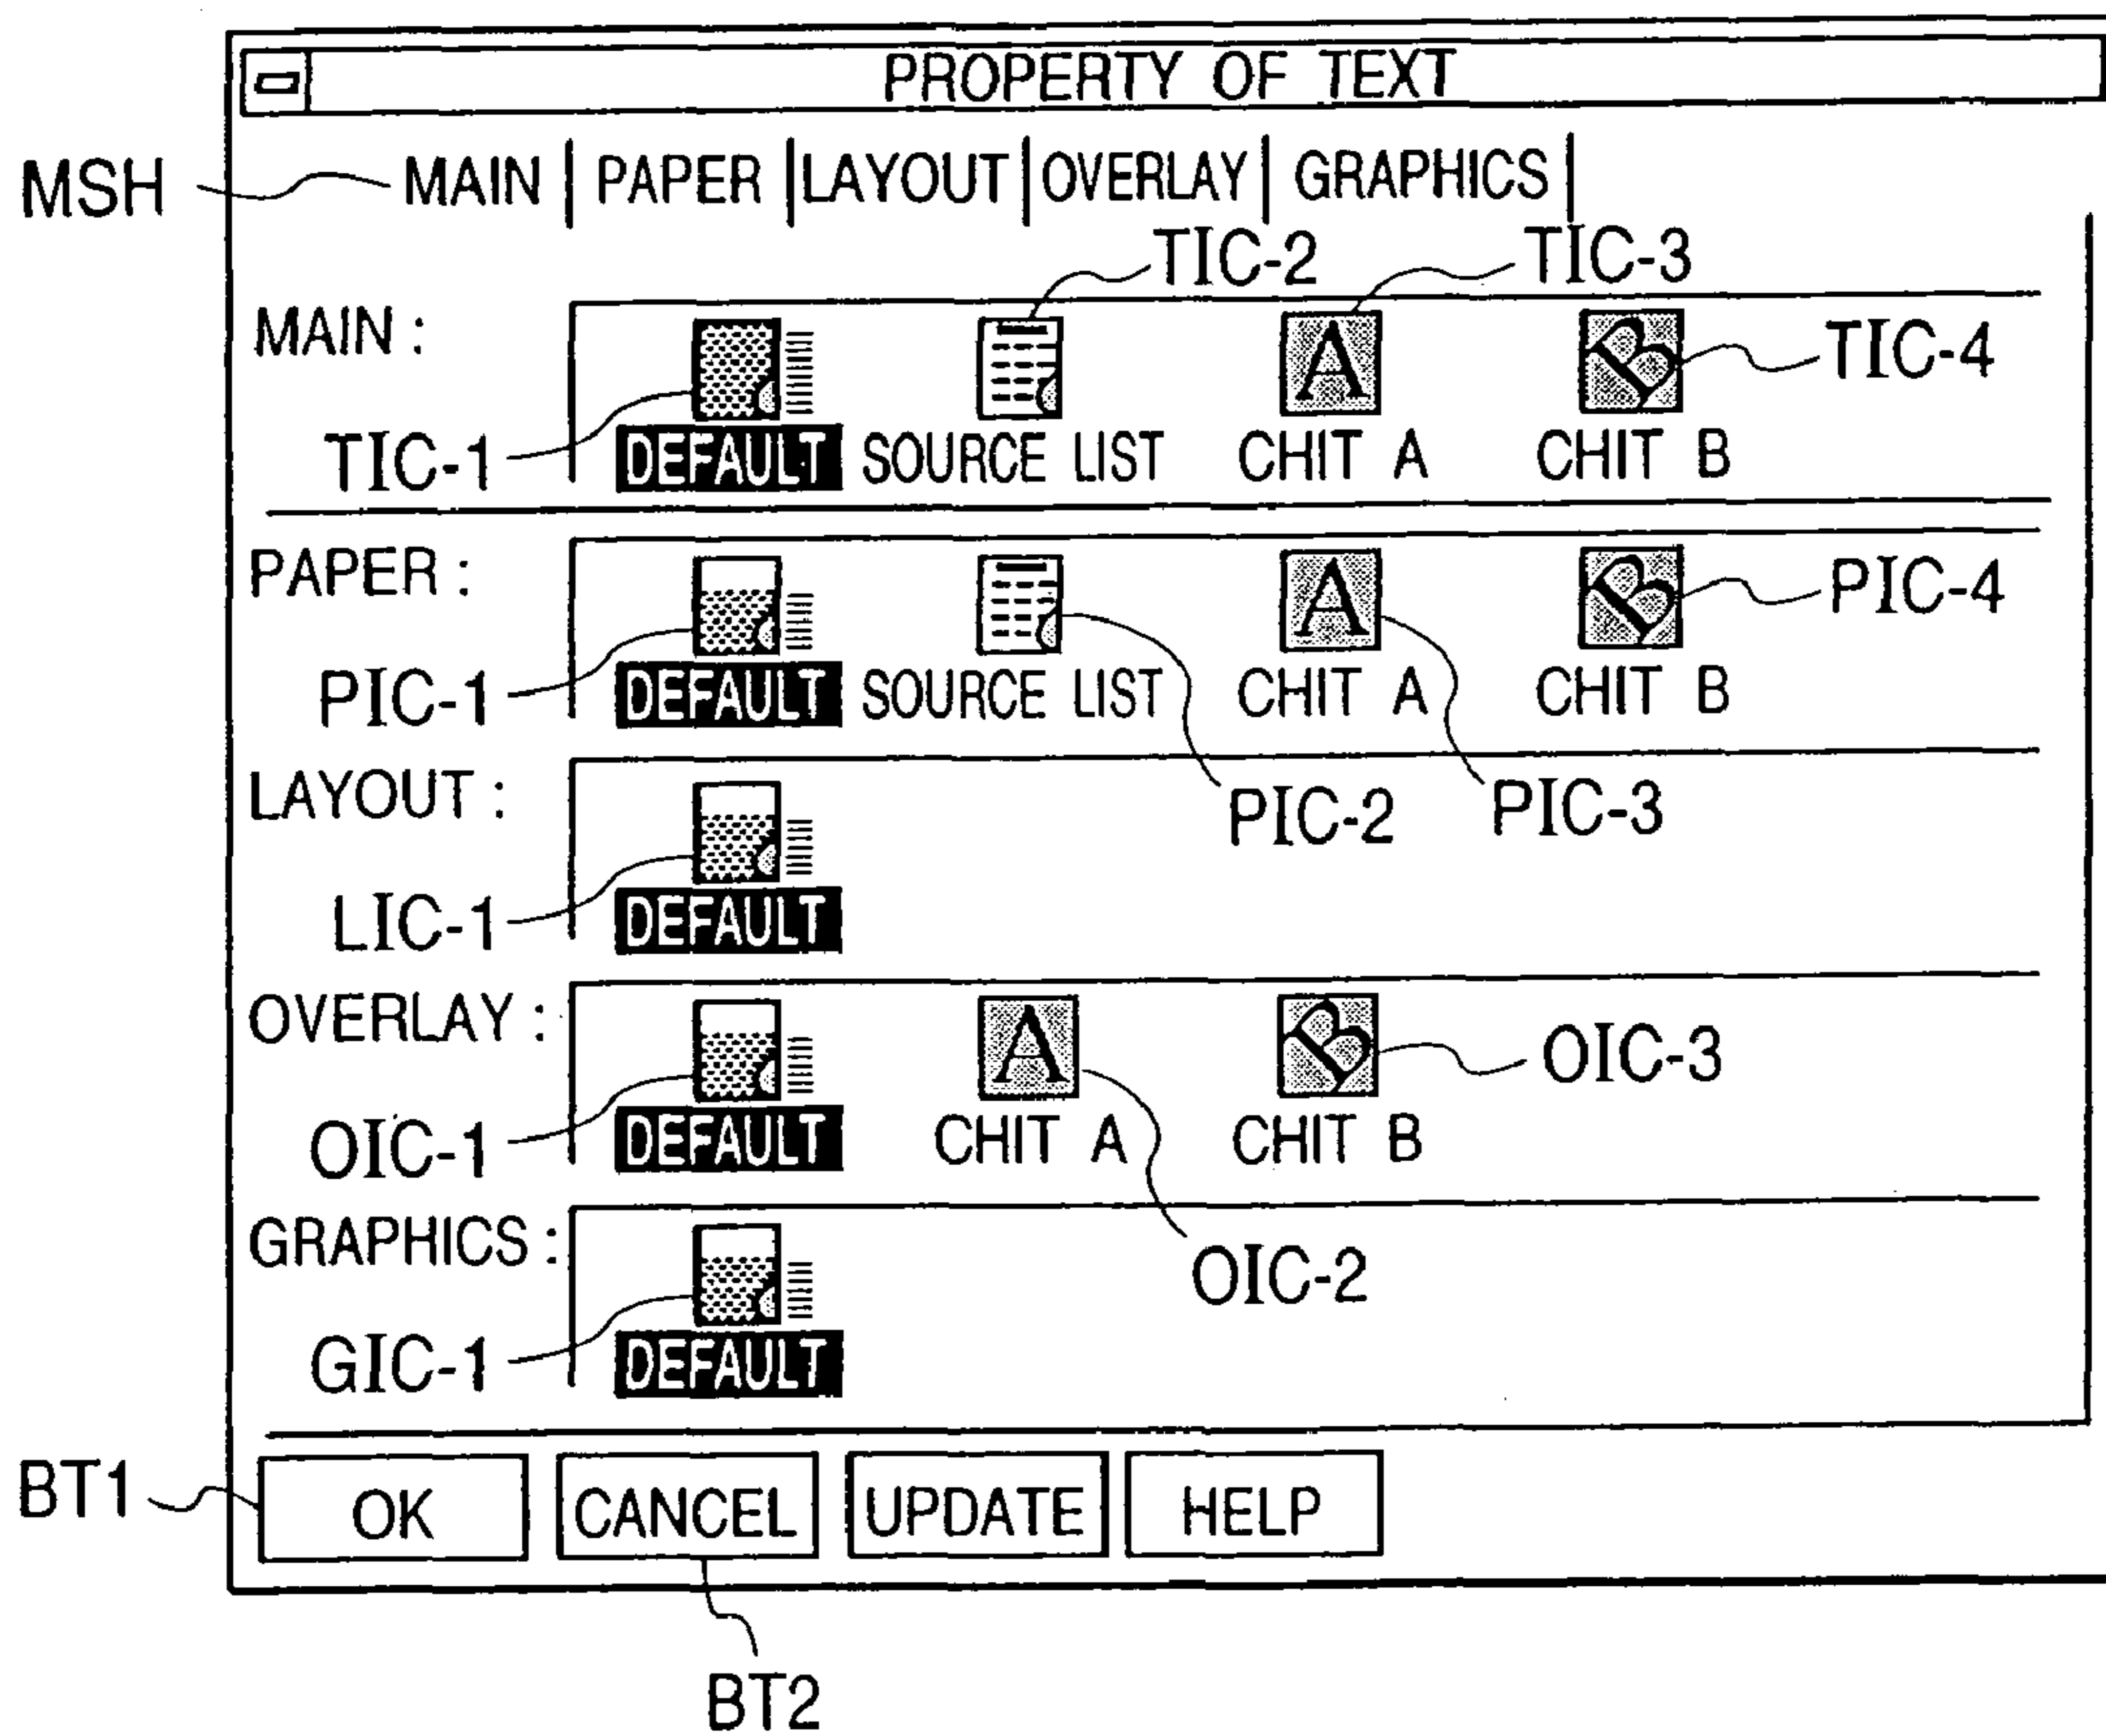 PROPERTY OF TEXT
MSH MAIN PAPER LAYOUT OVERLAY GRAPHICS
TIC-2 TIC-3
MAIN : A B TIC-4
TIC-1 DEFAULT SOURCE LIST CHIT A CHIT B
PAPER : A B PIC-4
PIC-1 DEFAULT SOURCE LIST CHIT A CHIT B
LAYOUT : PIC-2 PIC-3
LIC-1 DEFAULT
OVERLAY : A B OIC-3
OIC-1 DEFAULT CHIT A CHIT B
GRAPHICS : OIC-2
GIC-1 DEFAULT
BT1 OK CANCEL UPDATE HELP
BT2